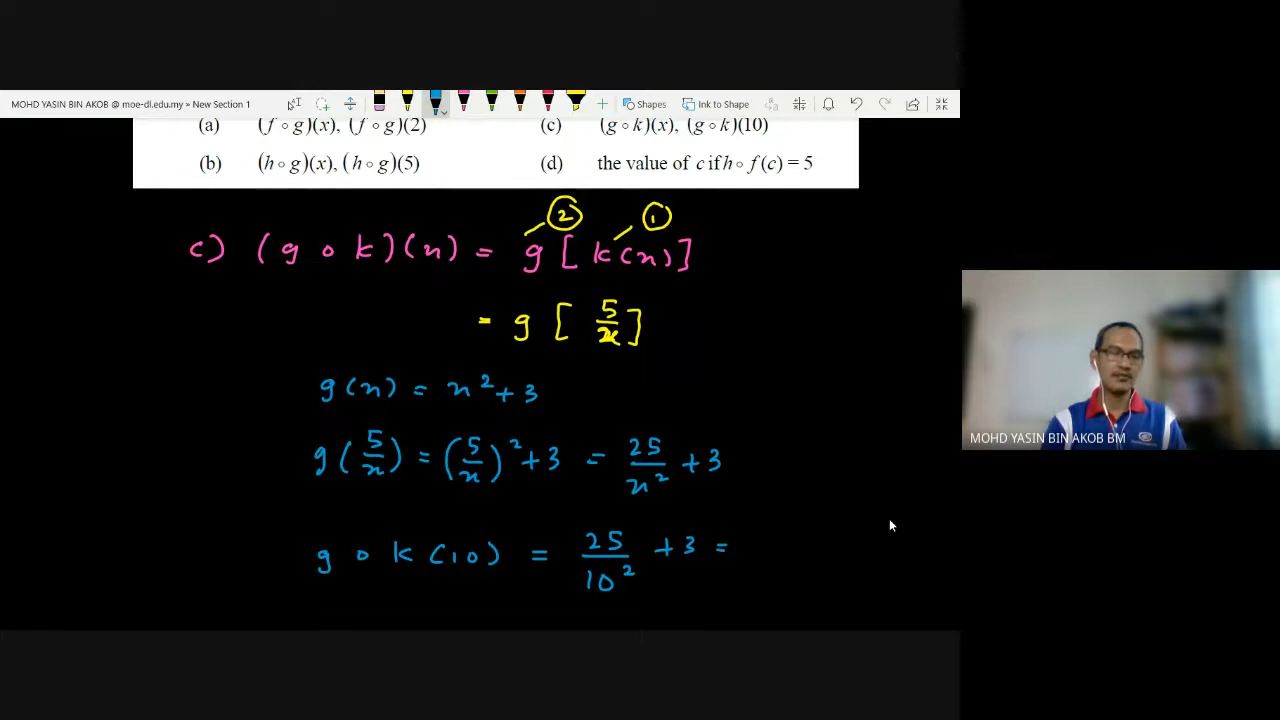 MOHD YASIN BIN AKOB @ moe-dl.edu.my » New Section 1
Shapes
Ink to Shape
(a) (f ∘ g)(x), (f ∘ g)(2) (c) (g ∘ k)(x), (g ∘ k)(10)
(b) (h ∘ g)(x), (h ∘ g)(5) (d) the value of c if h ∘ f(c) = 5
② ①
c) (g ∘ k)(x) = g[k(x)]
= g[5/x]
g(x) = x² + 3
g(5/x) = (5/x)² + 3 = 25/x² + 3
g ∘ k(10) = 25/10² + 3 =
MOHD YASIN BIN AKOB BM